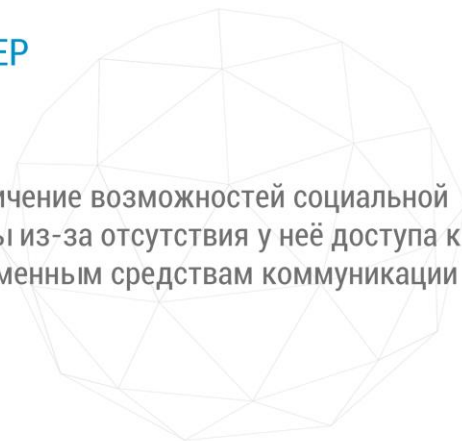 ЕР
ичение возможностей социальной
ы из-за отсутствия у неё доступа к
менным средствам коммуникации